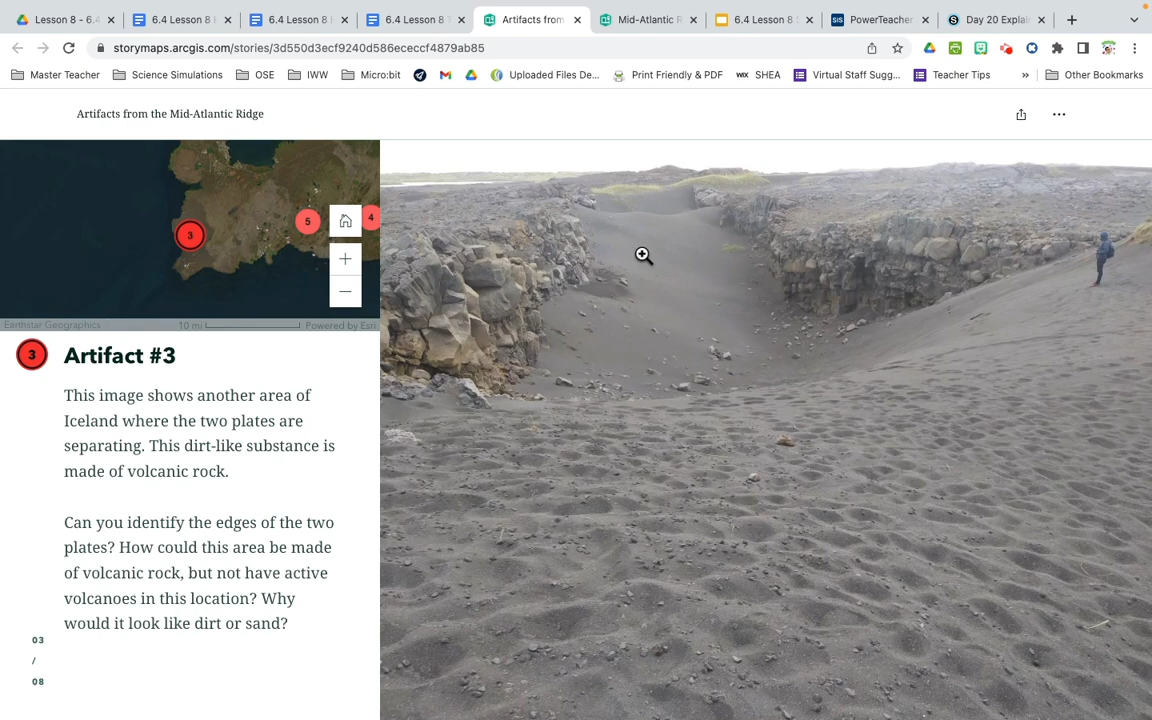 Lesson 8 - 6.4
6.4 Lesson 8
6.4 Lesson 8
6.4 Lesson 8
Artifacts from
Mid-Atlantic R
6.4 Lesson 8
SIS
PowerTeacher
S
Day 20 Explai
storymaps.arcgis.com/stories/3d550d3ecf9240d586ececcf4879ab85
Master Teacher
Science Simulations
OSE
IWW
Micro:bit
Uploaded Files De...
Print Friendly & PDF
WIX
SHEA
Virtual Staff Sugg...
Teacher Tips
»
Other Bookmarks
Artifacts from the Mid-Atlantic Ridge
3
5
4
Earthstar Geographics
10 mi
Powered by Esri
3
Artifact #3
This image shows another area of
Iceland where the two plates are
separating. This dirt-like substance is
made of volcanic rock.
Can you identify the edges of the two
plates? How could this area be made
of volcanic rock, but not have active
volcanoes in this location? Why
would it look like dirt or sand?
03
/
08